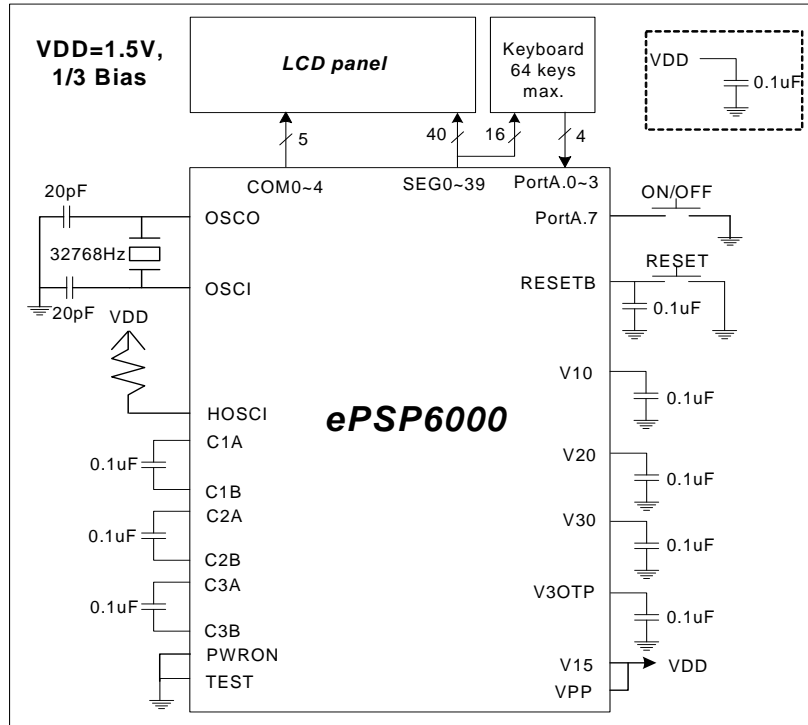 VDD=1.5V,
1/3 Bias
LCD panel
Keyboard
64 keys
max.
VDD
0.1uF
5
40
16
4
COM0~4
SEG0~39
PortA.0~3
20pF
OSCO
32768Hz
OSCI
20pF
VDD
HOSCI
ePSP6000
C1A
0.1uF
C1B
C2A
0.1uF
C2B
C3A
0.1uF
C3B
PWRON
TEST
ON/OFF
PortA.7
RESET
RESETB
0.1uF
V10
0.1uF
V20
0.1uF
V30
0.1uF
V3OTP
0.1uF
V15
VDD
VPP